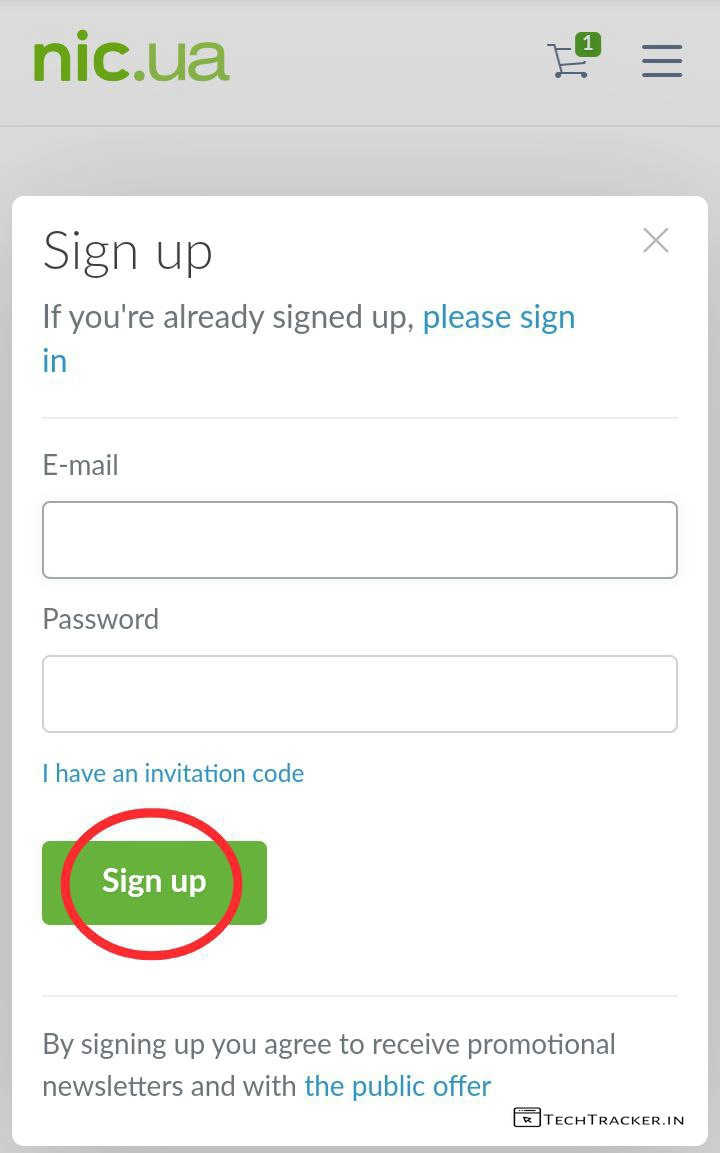 nic.ua
1
Sign up
If you're already signed up, please sign
in
E-mail
Password
I have an invitation code
Sign up
By signing up you agree to receive promotional
newsletters and with the public offer
TECHTRACKER.IN